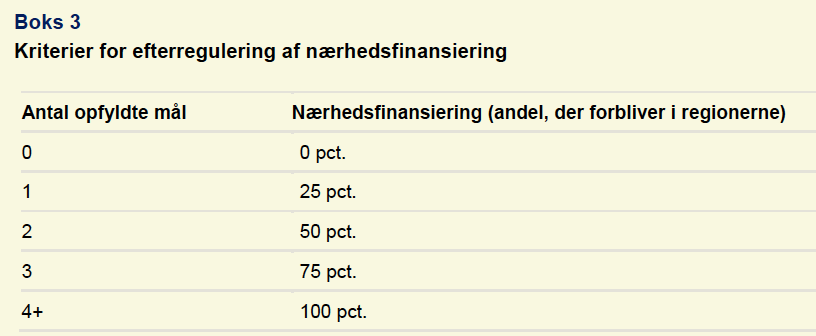 Boks 3
Kriterier for efterregulering af nærhedsfinansiering
Antal opfyldte mål Nærhedsfinansiering (andel, der forbliver i regionerne)
0 0 pct.
1 25 pct.
2 50 pct.
3 75 pct.
4+ 100 pct.